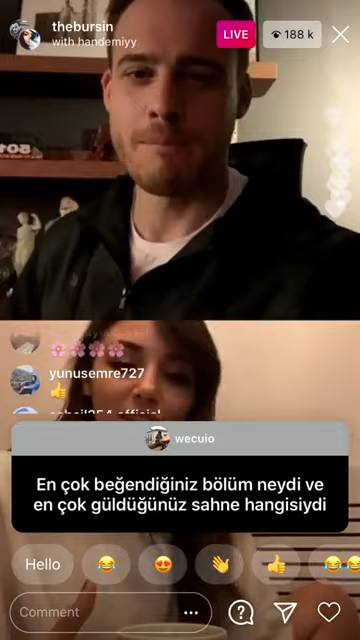 thebursin
with handemiyy
LIVE
188 k
yunusemre727
👍
wecuio
En çok beğendiğiniz bölüm neydi ve
en çok güldüğünüz sahne hangisiydi
Hello
Comment